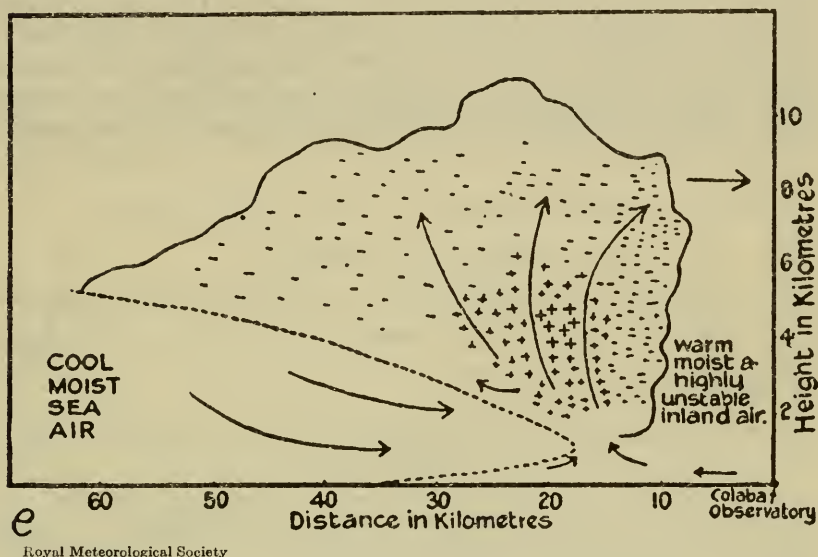 10
8
6
4
2
Height in Kilometres
COOL
MOIST
SEA
AIR
warm
moist &
highly
unstable
inland air.
60
50
40
30
20
10
Colaba
Observatory
Distance in Kilometres
e
Royal Meteorological Society